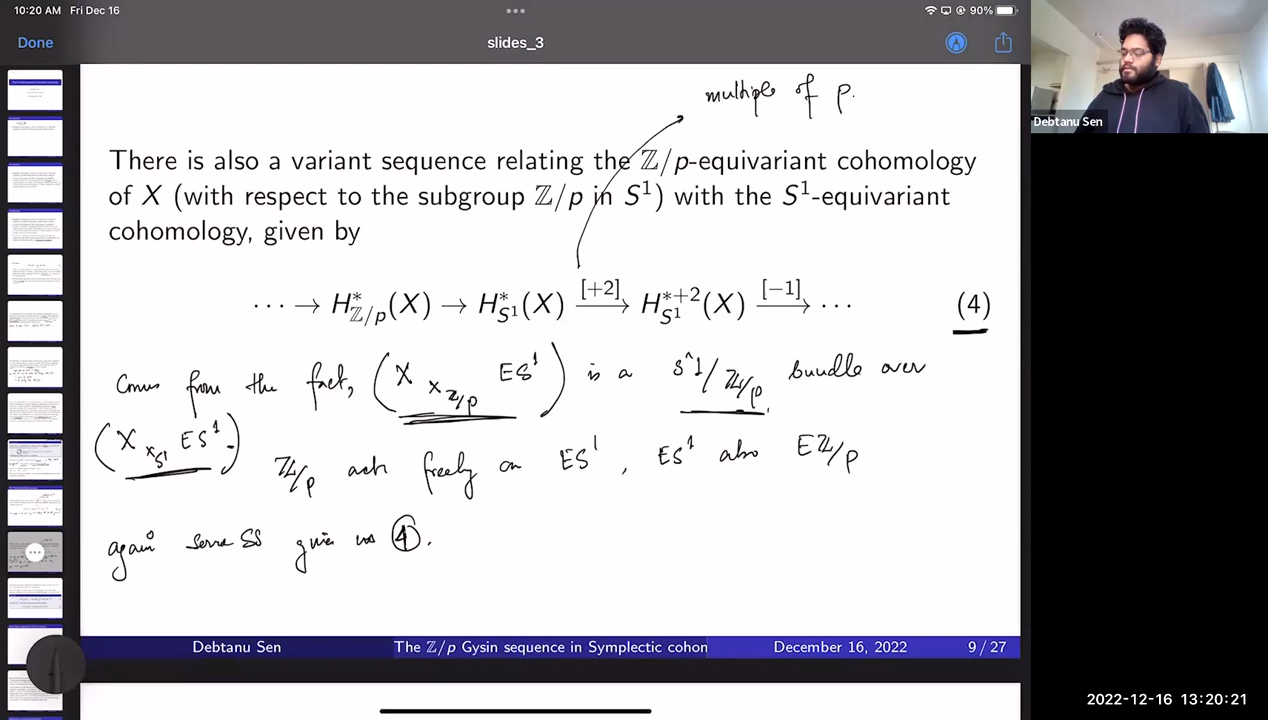 10:20 AM Fri Dec 16
90%
Done
slides_3
multiple of p.
There is also a variant sequence relating the ℤ/p-equivariant cohomology
of X (with respect to the subgroup ℤ/p in S¹) with the S¹-equivariant
cohomology, given by
⋯ → H*_{ℤ/p}(X) → H*_{S¹}(X) →[+2] H^{*+2}_{S¹}(X) →[-1] ⋯ (4)
Comes from the fact, (X ×_{ℤ/p} ES¹) is a S^1/ℤ/p bundle over
(X ×_{S¹} ES¹)
ℤ/p acts freely on ES¹, ES¹ also Eℤ/p
again Serre SS gives us ④.
Debtanu Sen
The ℤ/p Gysin sequence in Symplectic cohon
December 16, 2022
9 / 27
Debtanu Sen
2022-12-16 13:20:21